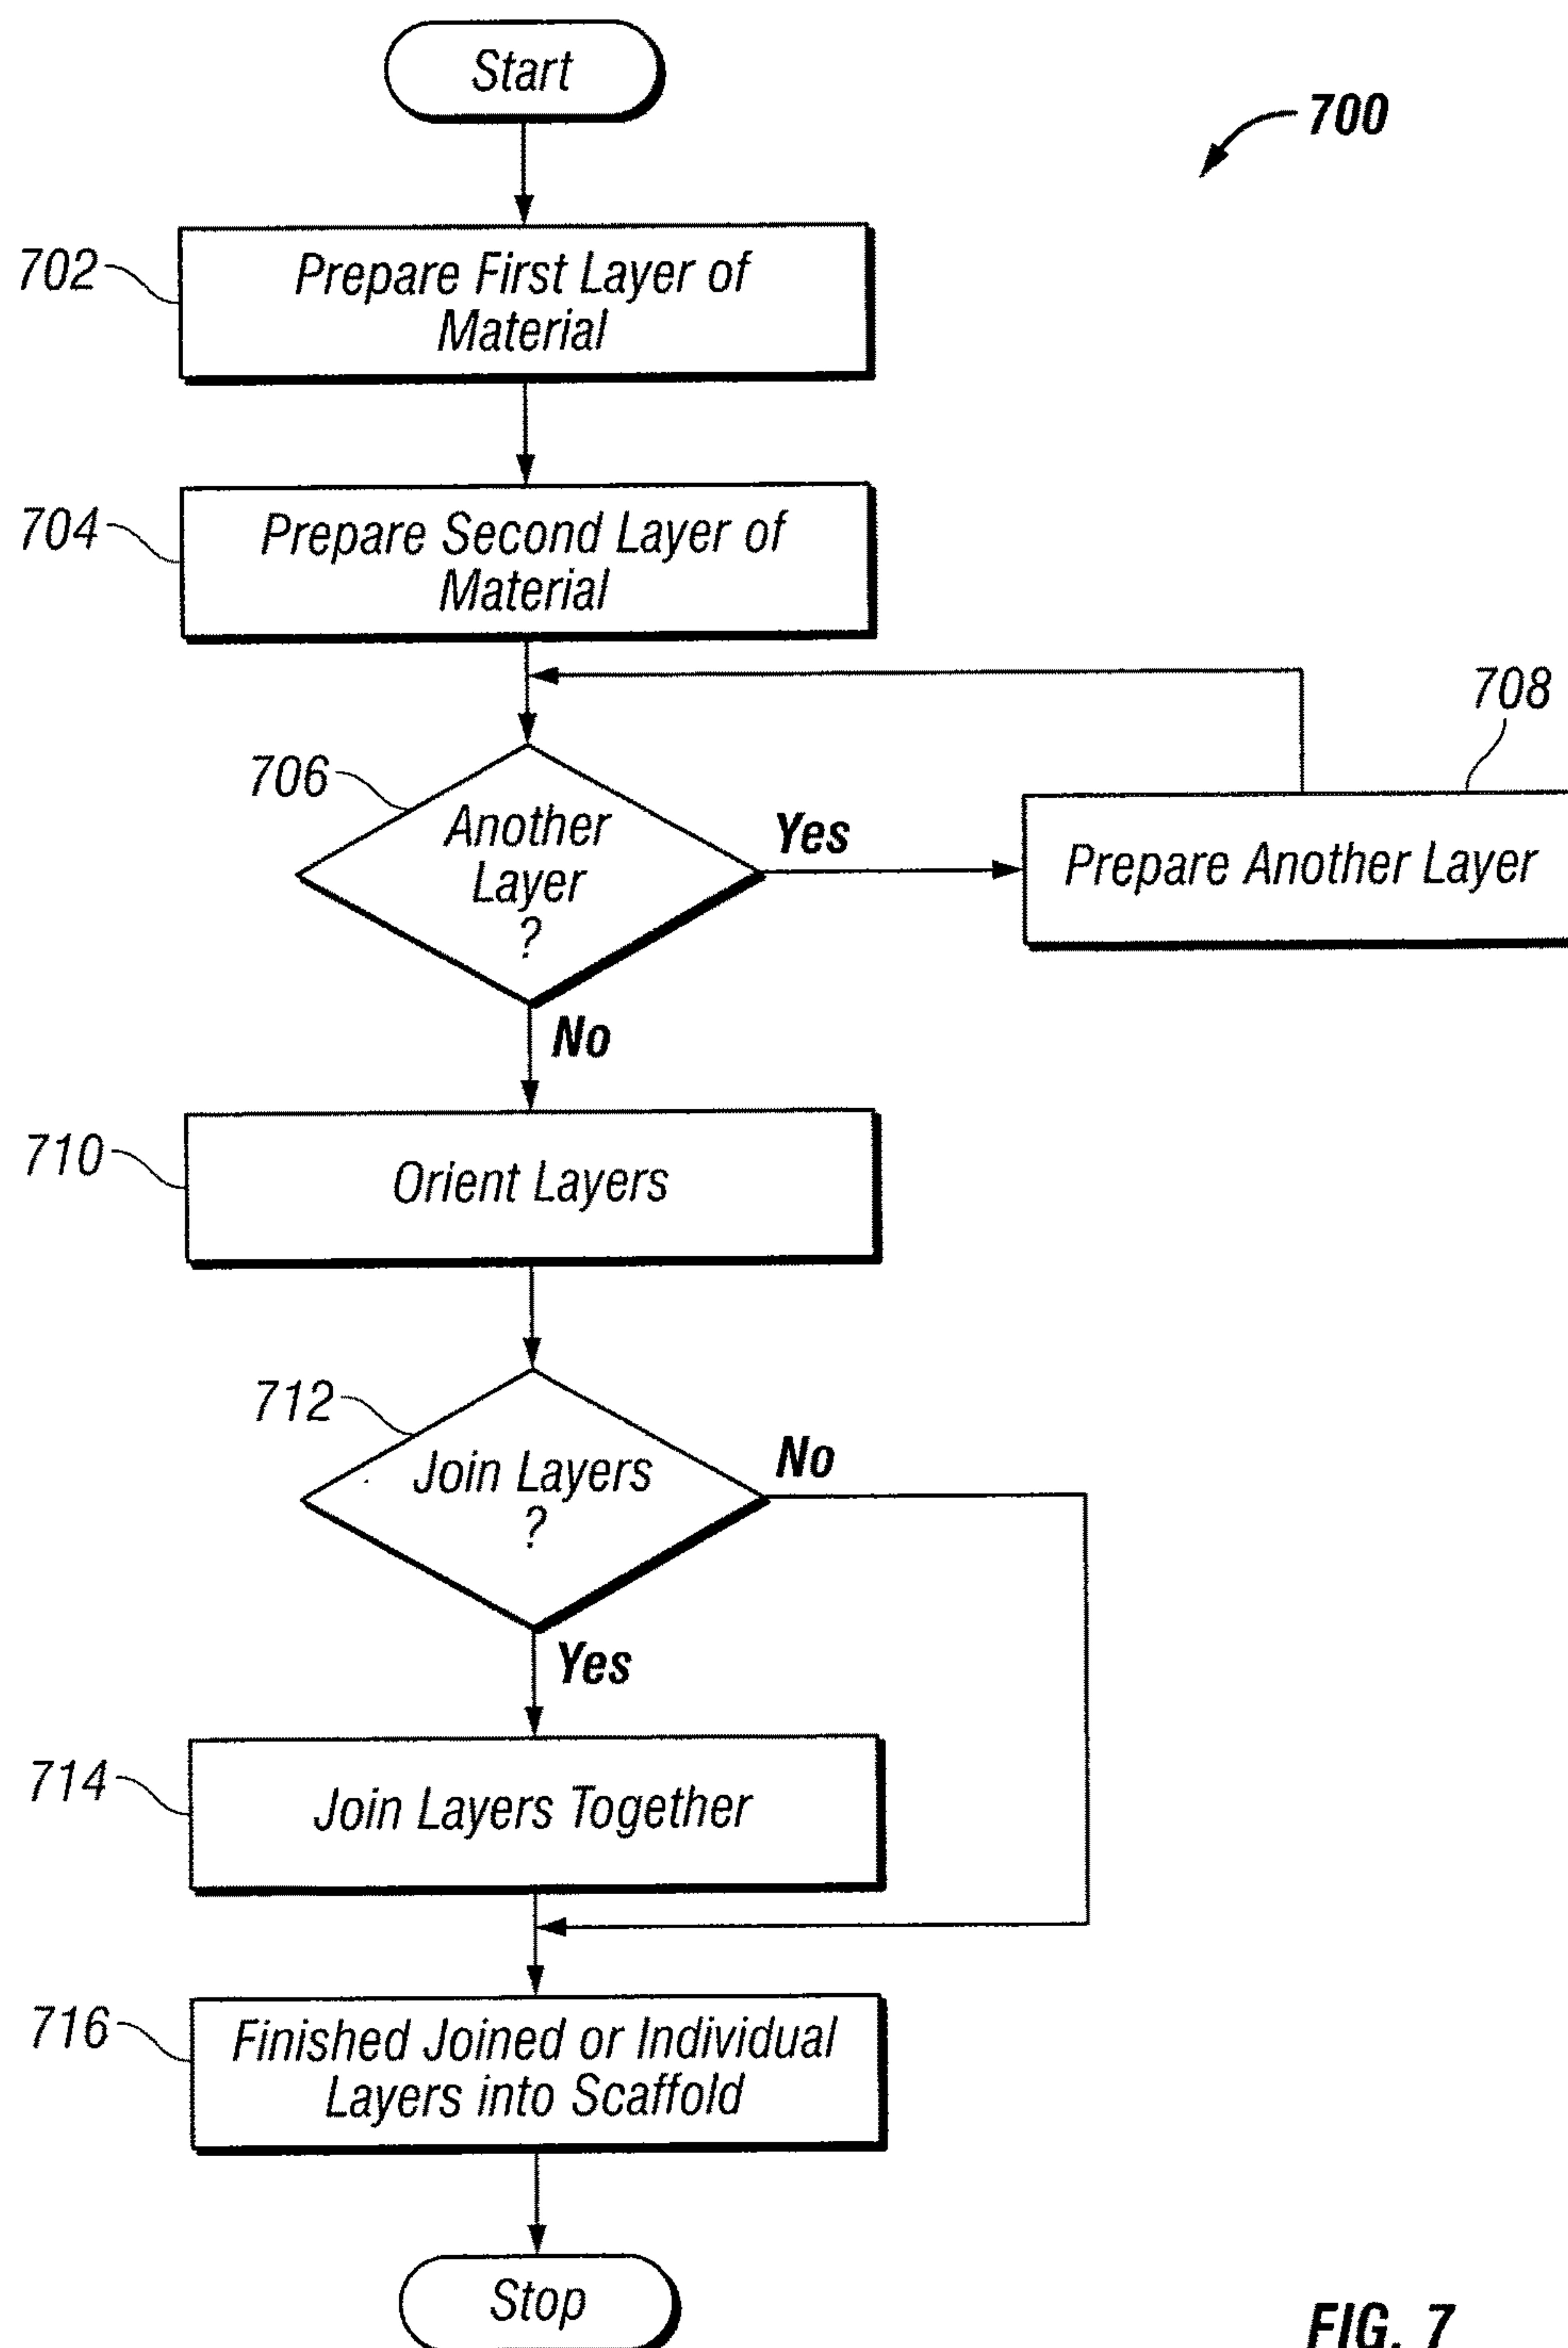 Start
700
702
Prepare First Layer of
Material
704
Prepare Second Layer of
Material
708
706
Another
Layer
?
Yes
Prepare Another Layer
No
710
Orient Layers
712
Join Layers
?
No
Yes
714
Join Layers Together
716
Finished Joined or Individual
Layers into Scaffold
Stop
FIG. 7